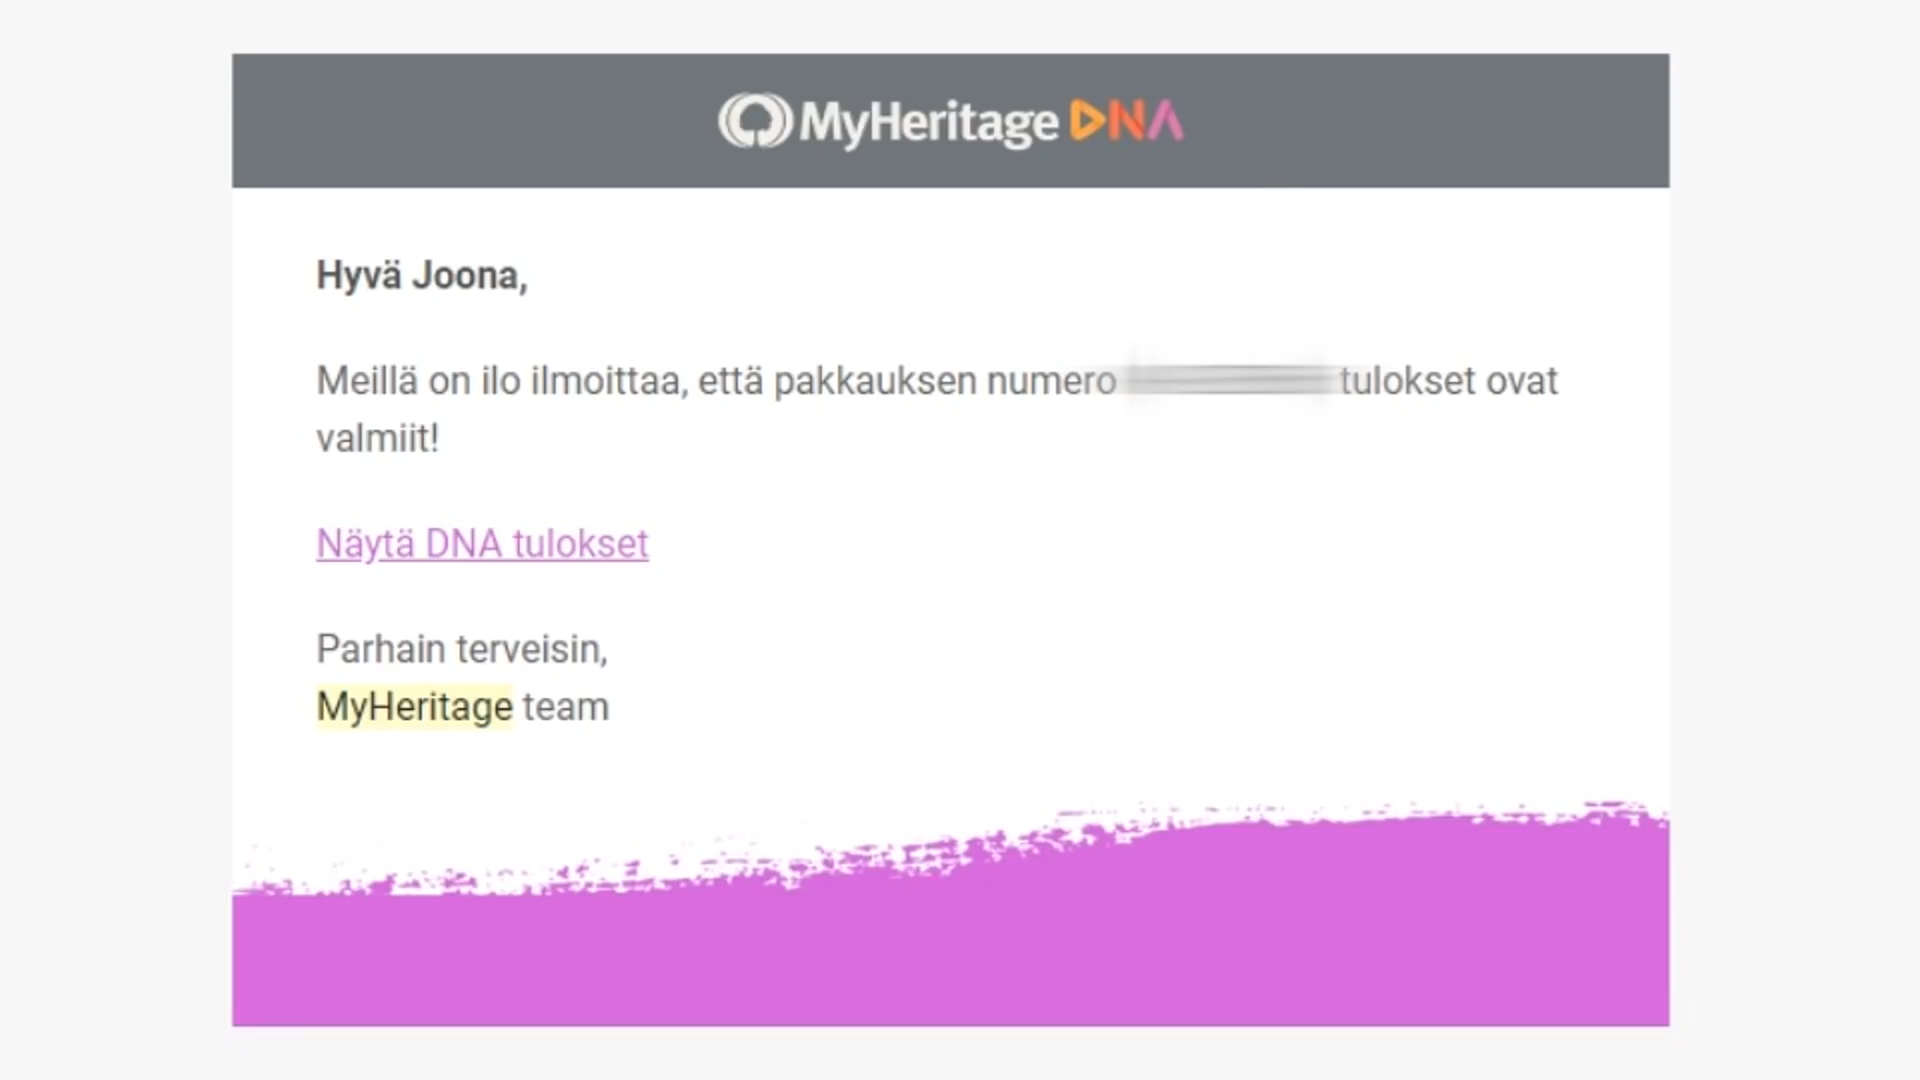 MyHeritage DNA
Hyvä Joona,
Meillä on ilo ilmoittaa, että pakkauksen numero tulokset ovat
valmiit!
Näytä DNA tulokset
Parhain terveisin,
MyHeritage team